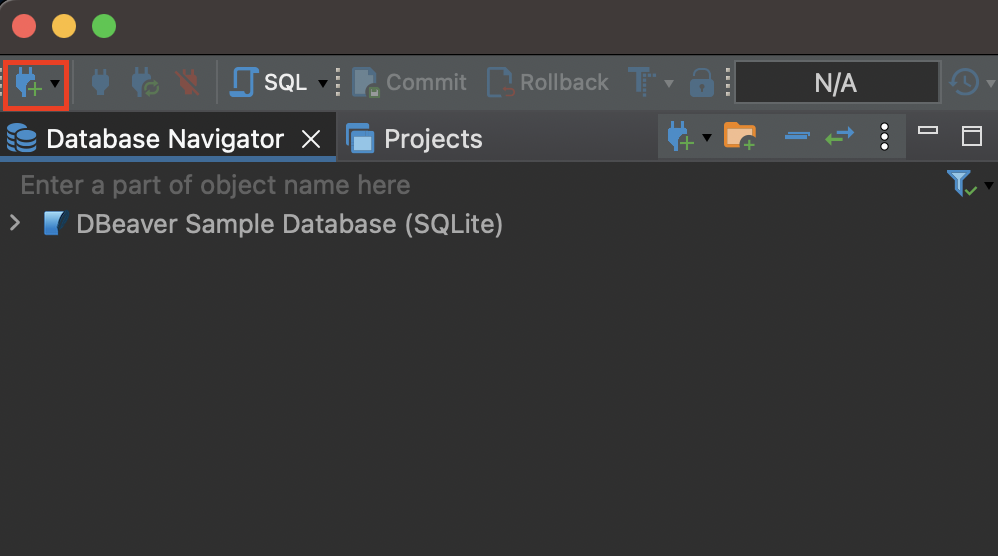 SQL Commit Rollback N/A
Database Navigator Projects
Enter a part of object name here
DBeaver Sample Database (SQLite)